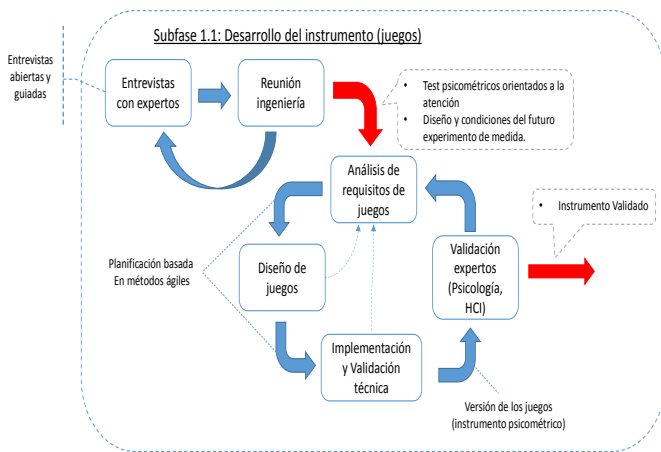 Subfase 1.1: Desarrollo del instrumento (juegos)
Entrevistas
abiertas y
guiadas
Entrevistas
con expertos
Reunión
ingeniería
• Test psicométricos orientados a la
atención
• Diseño y condiciones del futuro
experimento de medida.
Análisis de
requisitos de
juegos
• Instrumento Validado
Planificación basada
En métodos ágiles
Diseño de
juegos
Validación
expertos
(Psicología,
HCI)
Implementación
y Validación
técnica
Versión de los juegos
(instrumento psicométrico)